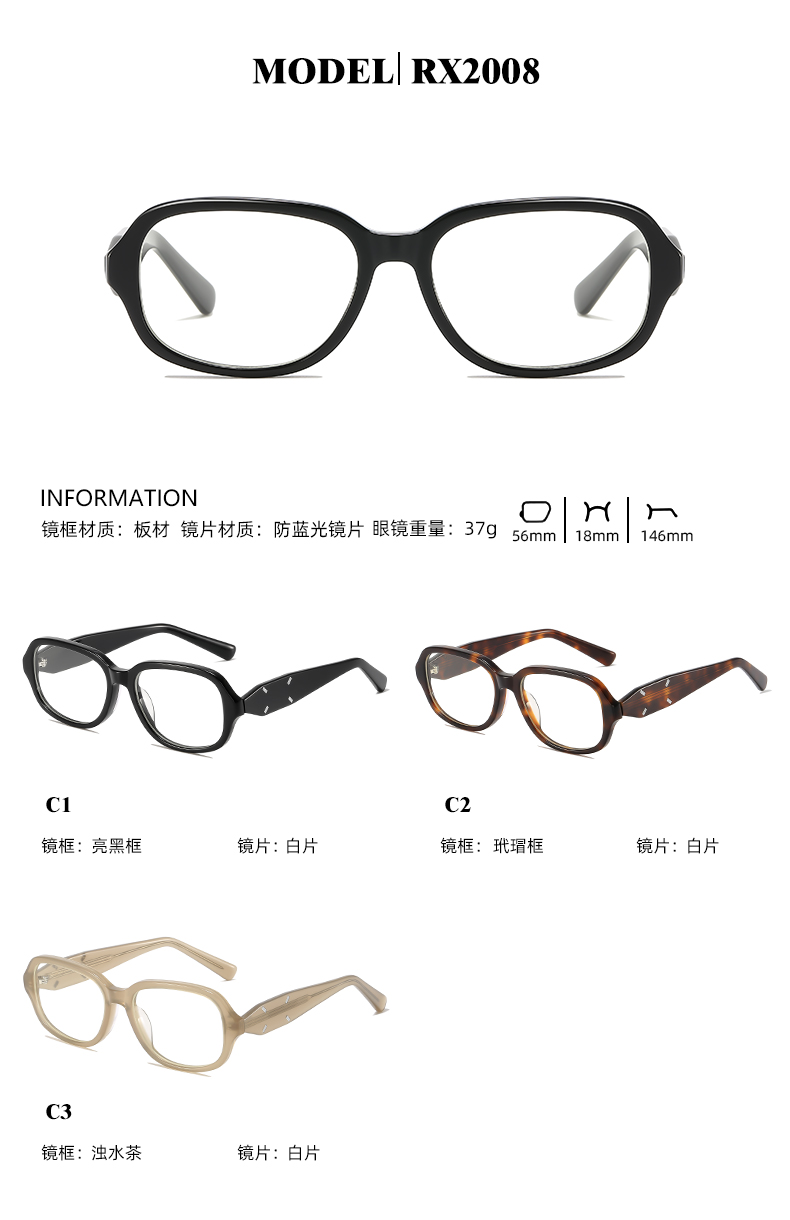 MODEL RX2008
INFORMATION
镜框材质：板材 镜片材质：防蓝光镜片 眼镜重量：37g
56mm 18mm 146mm
C1
镜框：亮黑框 镜片：白片
C2
镜框：玳瑁框 镜片：白片
C3
镜框：浊水茶 镜片：白片